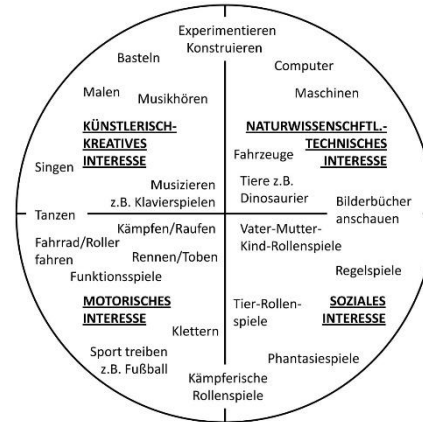 Experimentieren
Konstruieren
Basteln
Computer
Malen
Musikhören
Maschinen
KÜNSTLERISCH-
KREATIVES
INTERESSE
NATURWISSENSCHFTL.-
TECHNISCHES
INTERESSE
Fahrzeuge
Singen
Musizieren
z.B. Klavierspielen
Tiere z.B.
Dinosaurier
Bilderbücher
anschauen
Tanzen
Kämpfen/Raufen
Vater-Mutter-
Kind-Rollenspiele
Fahrrad/Roller
fahren
Rennen/Toben
Funktionsspiele
Regelspiele
MOTORISCHES
INTERESSE
Tier-Rollen-
spiele
SOZIALES
INTERESSE
Klettern
Sport treiben
z.B. Fußball
Phantasiespiele
Kämpferische
Rollenspiele